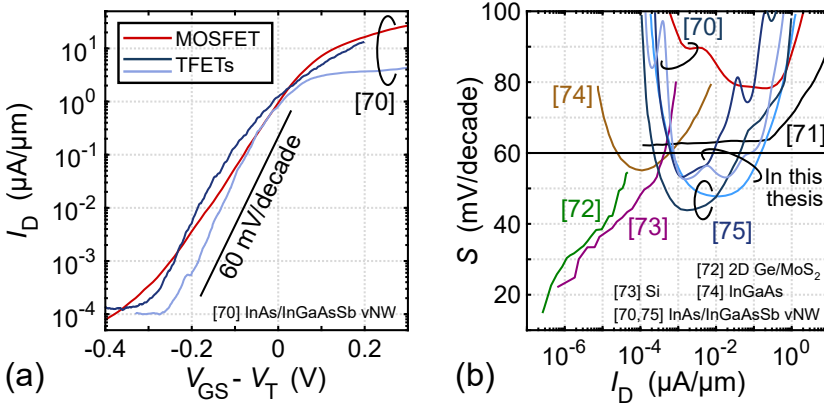 MOSFET
TFETs
[70]
60 mV/decade
[70] InAs/InGaAsSb vNW
10^1
10^0
10^-1
10^-2
10^-3
10^-4
I_D (µA/µm)
-0.4
-0.2
0
0.2
V_GS - V_T (V)
(a)
100
80
60
40
20
S (mV/decade)
[70]
[74]
[71]
In this
thesis
[72]
[73]
[75]
[72] 2D Ge/MoS_2
[73] Si
[74] InGaAs
[70,75] InAs/InGaAsSb vNW
10^-6
10^-4
10^-2
10^0
I_D (µA/µm)
(b)